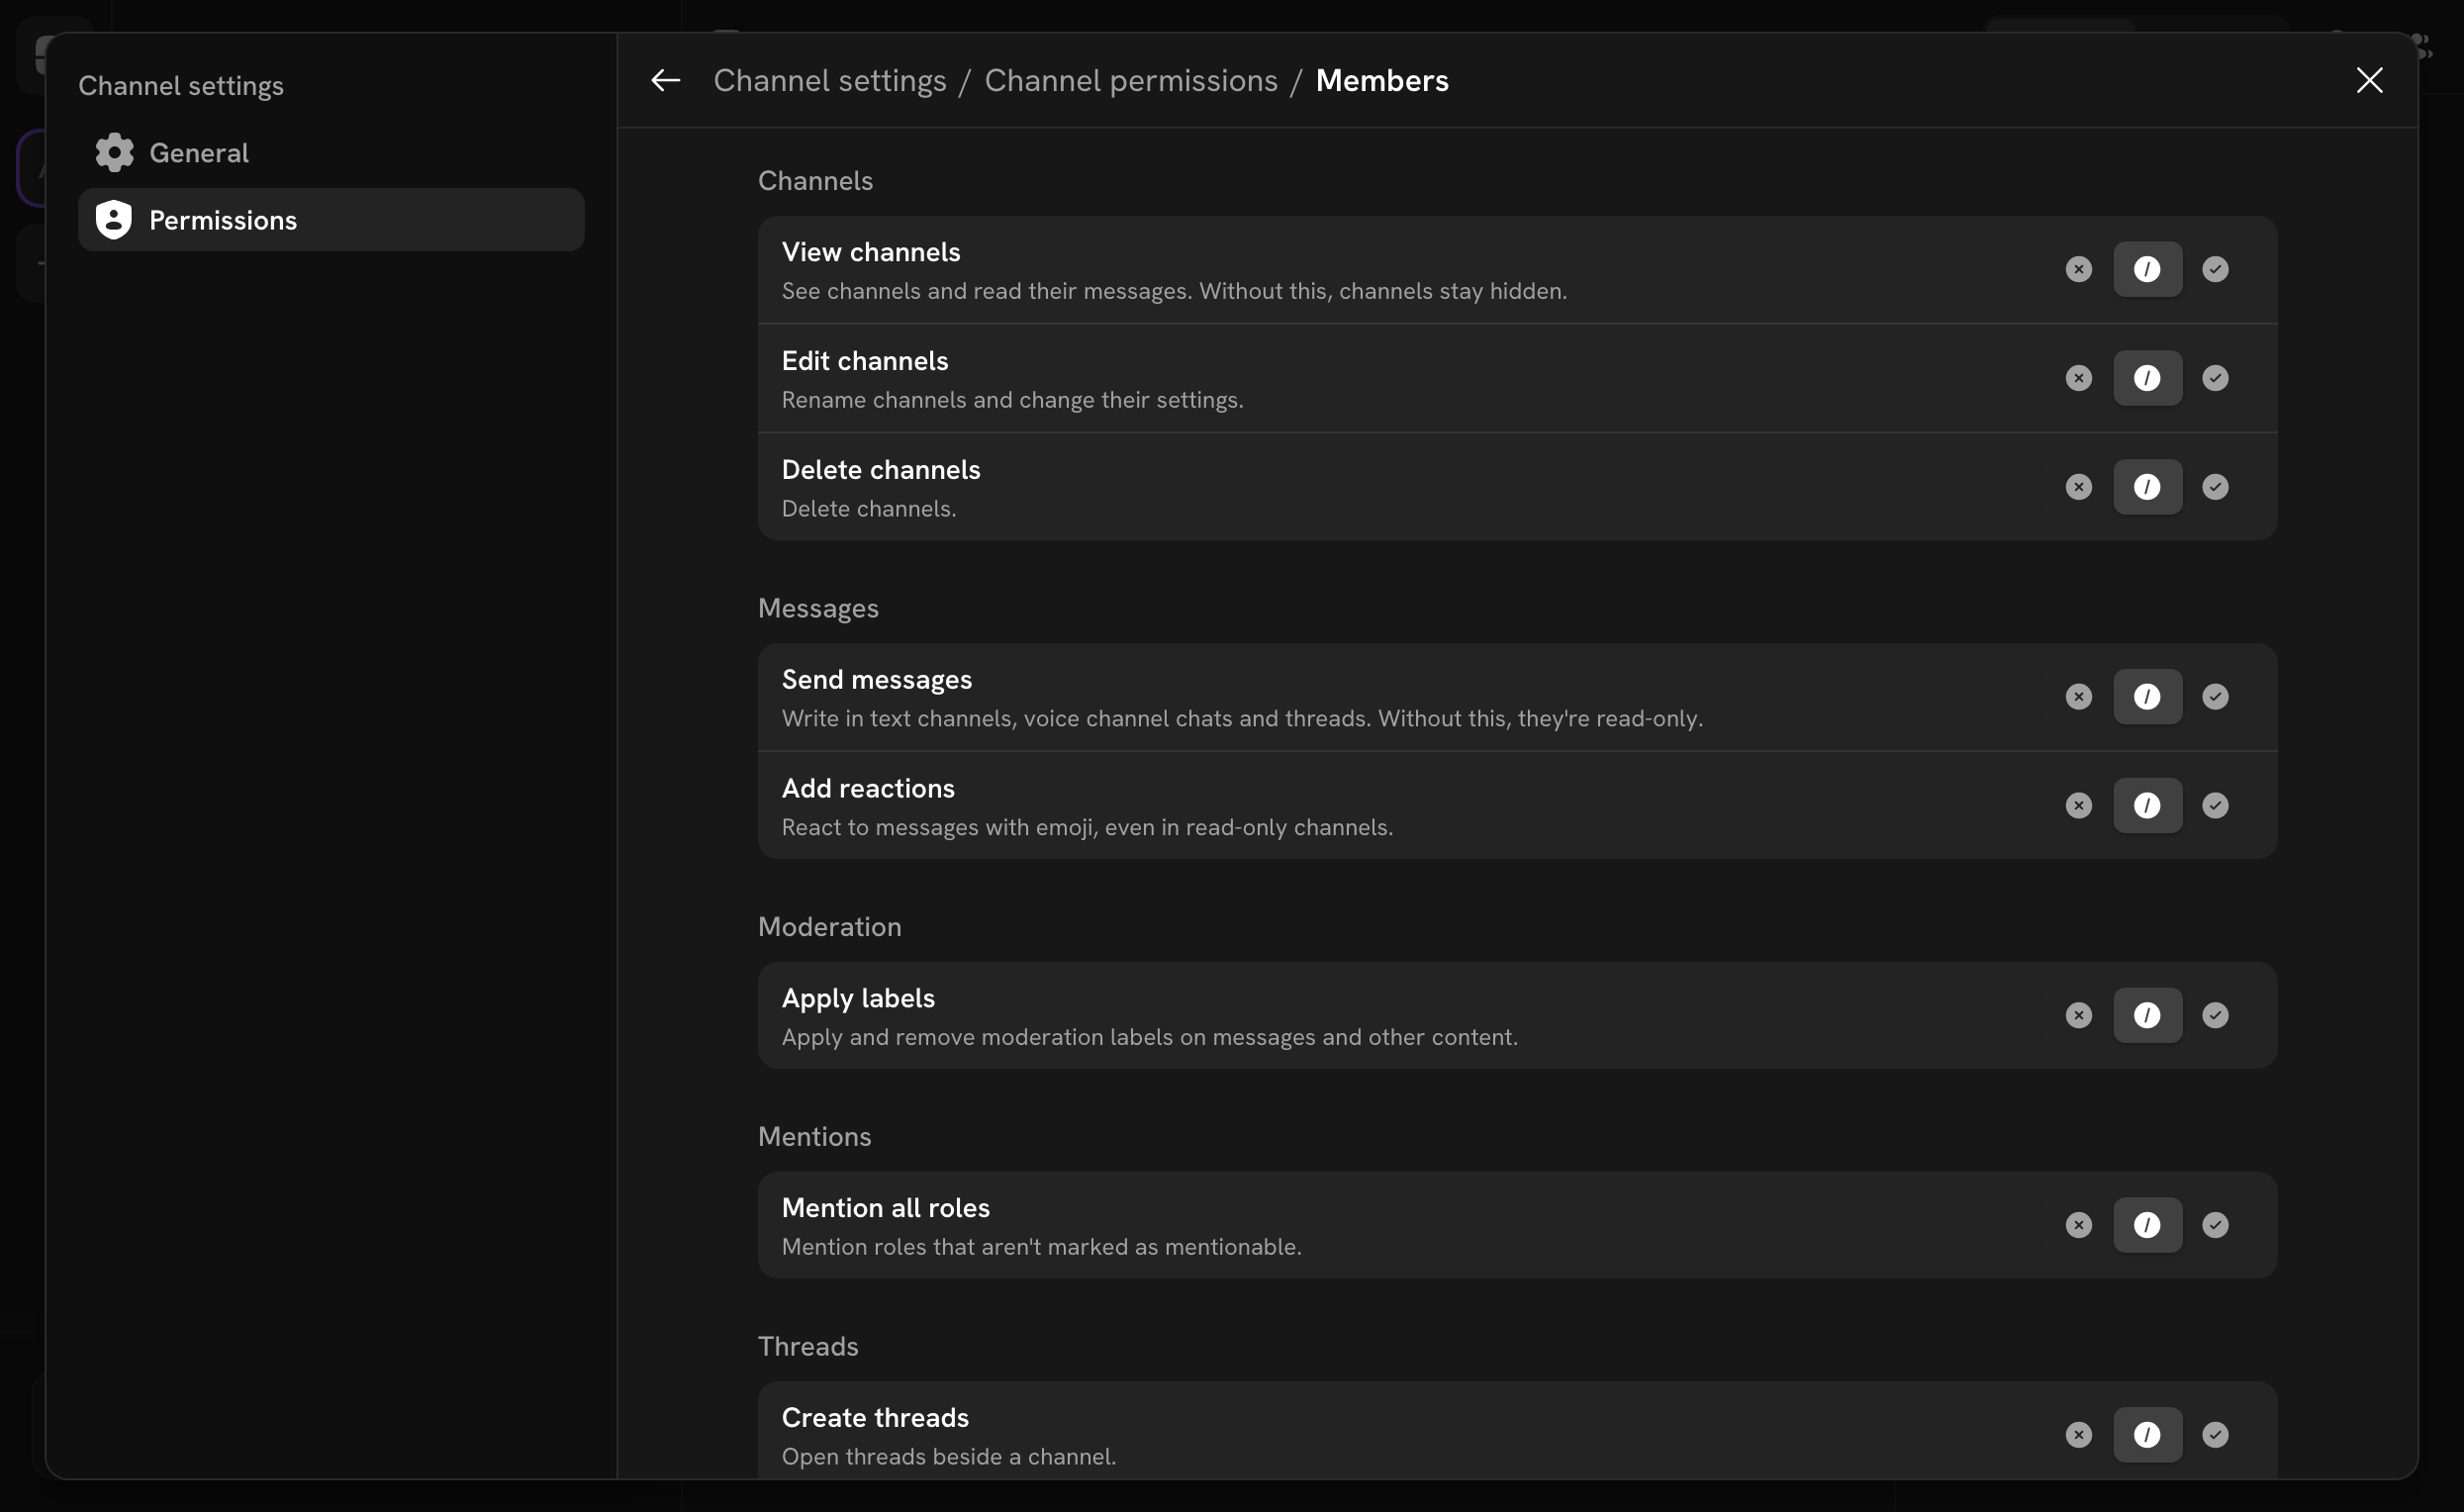 Channel settings
General
Permissions
Channel settings / Channel permissions / Members
Channels
View channels
See channels and read their messages. Without this, channels stay hidden.
Edit channels
Rename channels and change their settings.
Delete channels
Delete channels.
Messages
Send messages
Write in text channels, voice channel chats and threads. Without this, they're read-only.
Add reactions
React to messages with emoji, even in read-only channels.
Moderation
Apply labels
Apply and remove moderation labels on messages and other content.
Mentions
Mention all roles
Mention roles that aren't marked as mentionable.
Threads
Create threads
Open threads beside a channel.